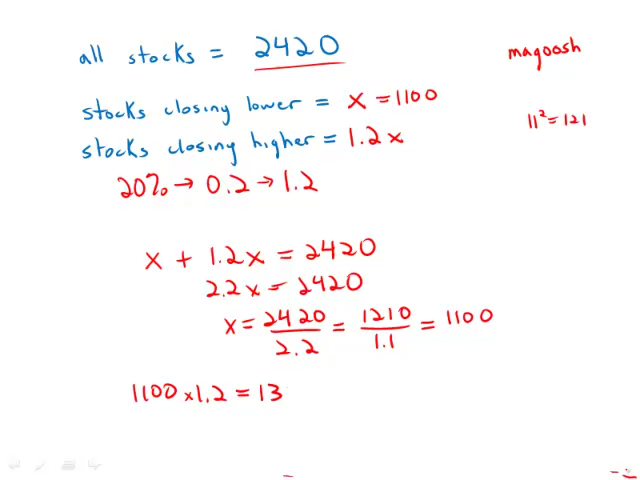 all stocks = 2420
magoosh
stocks closing lower = x = 1100
11² = 121
stocks closing higher = 1.2x
20% → 0.2 → 1.2
x + 1.2x = 2420
2.2x = 2420
x = 2420/2.2 = 1210/1.1 = 1100
1100 × 1.2 = 13